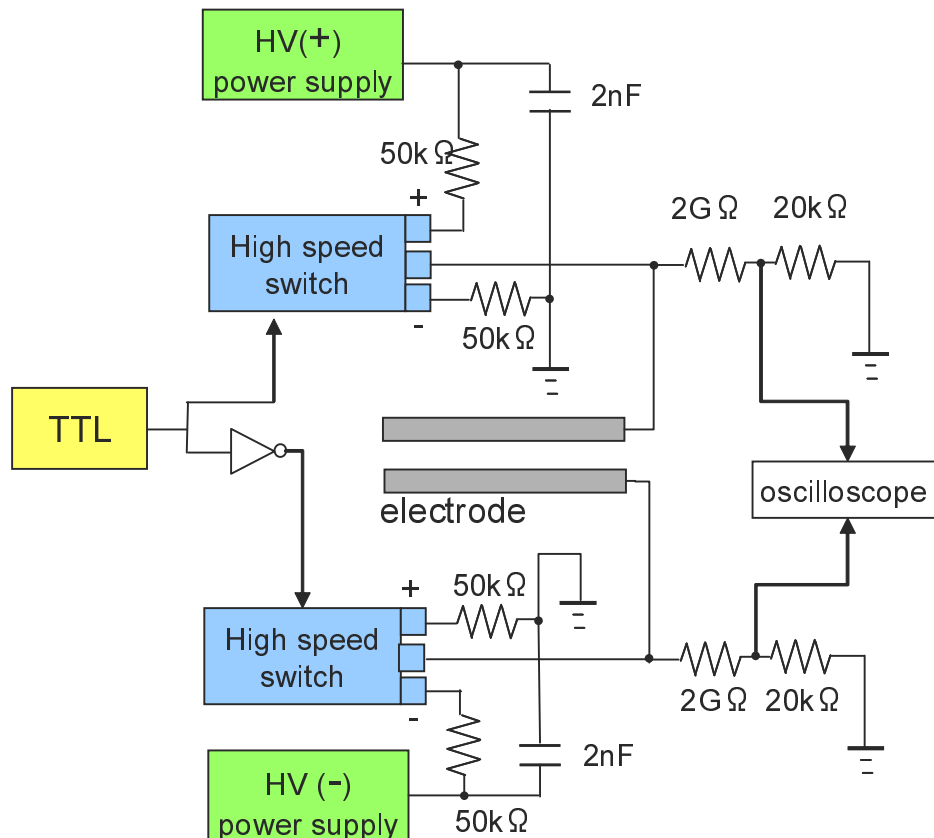 HV(+)
power supply
2nF
50kΩ
+
2GΩ 20kΩ
High speed
switch
-
50kΩ
TTL
electrode
oscilloscope
+
50kΩ
High speed
switch
-
2GΩ 20kΩ
2nF
HV (-)
power supply
50kΩ